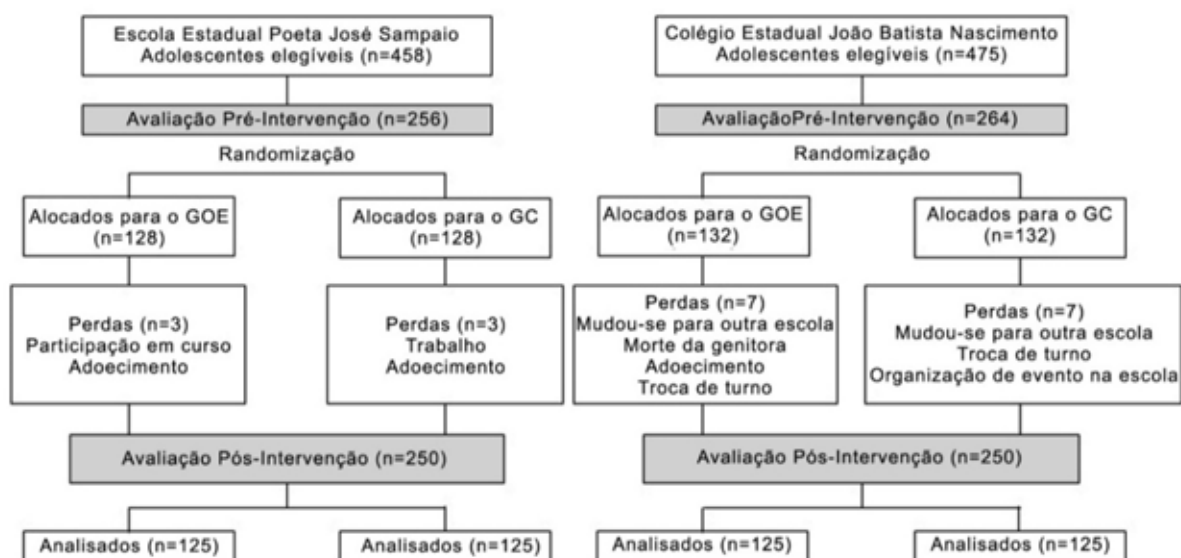 Escola Estadual Poeta José Sampaio
Adolescentes elegíveis (n=458)
Avaliação Pré-Intervenção (n=256)
Randomização
Alocados para o GOE
(n=128)
Alocados para o GC
(n=128)
Perdas (n=3)
Participação em curso
Adoecimento
Perdas (n=3)
Trabalho
Adoecimento
Avaliação Pós-Intervenção (n=250)
Analisados (n=125)
Analisados (n=125)
Colégio Estadual João Batista Nascimento
Adolescentes elegíveis (n=475)
AvaliaçãoPré-Intervenção (n=264)
Randomização
Alocados para o GOE
(n=132)
Alocados para o GC
(n=132)
Perdas (n=7)
Mudou-se para outra escola
Morte da genitora
Adoecimento
Troca de turno
Perdas (n=7)
Mudou-se para outra escola
Troca de turno
Organização de evento na escola
Avaliação Pós-Intervenção (n=250)
Analisados (n=125)
Analisados (n=125)